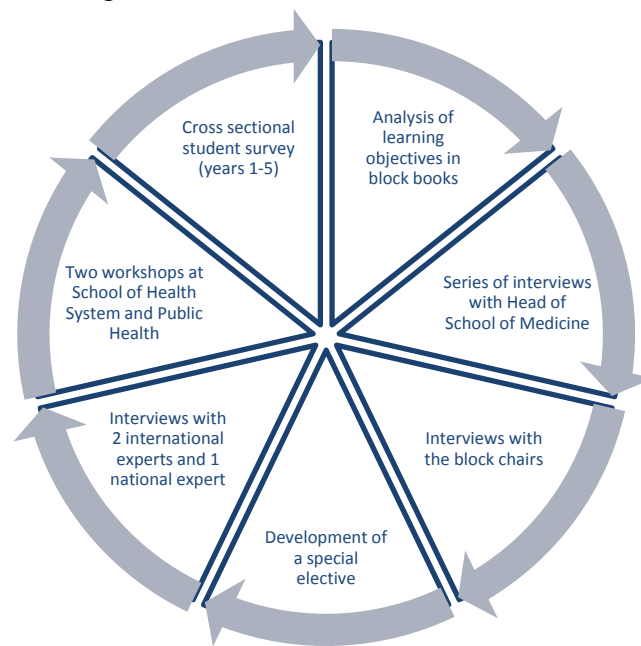 Analysis of
learning
objectives in
block books
Series of interviews
with Head of
School of Medicine
Interviews with
the block chairs
Development of
a special
elective
Interviews with
2 international
experts and 1
national expert
Two workshops at
School of Health
System and Public
Health
Cross sectional
student survey
(years 1-5)